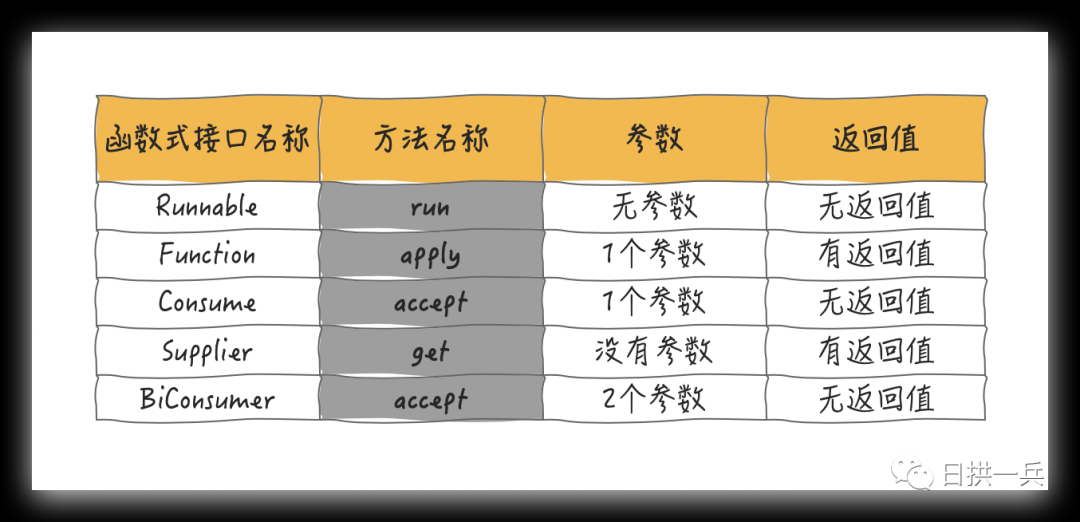 函数式接口名称 方法名称 参数 返回值
Runnable run 无参数 无返回值
Function apply 1个参数 有返回值
Consume accept 1个参数 无返回值
Supplier get 没有参数 有返回值
BiConsumer accept 2个参数 无返回值
日拱一兵